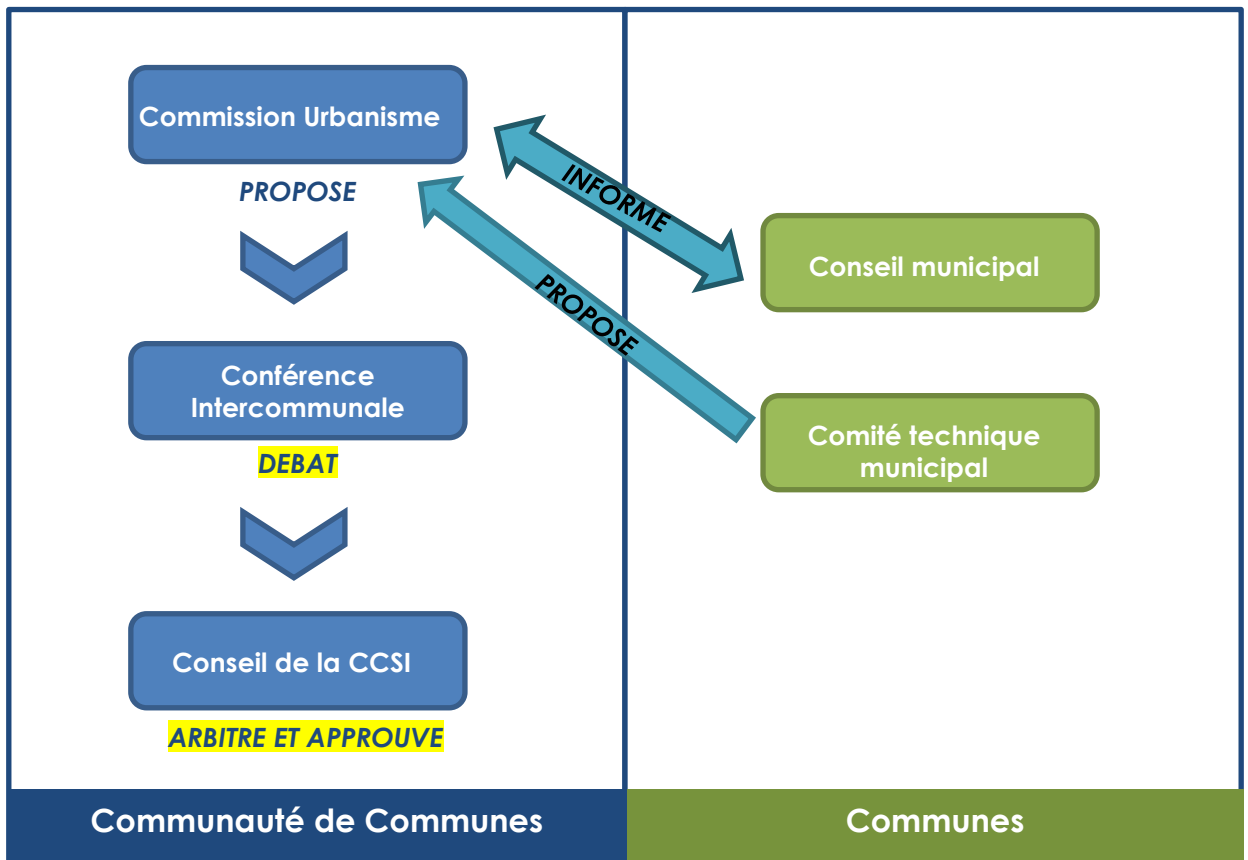 Commission Urbanisme
PROPOSE
INFORME
PROPOSE
Conseil municipal
Conférence
Intercommunale
DEBAT
Comité technique
municipal
Conseil de la CCSI
ARBITRE ET APPROUVE
Communauté de Communes
Communes